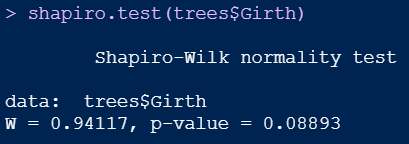 > shapiro.test(trees$Girth)
Shapiro-Wilk normality test
data:  trees$Girth
W = 0.94117, p-value = 0.08893